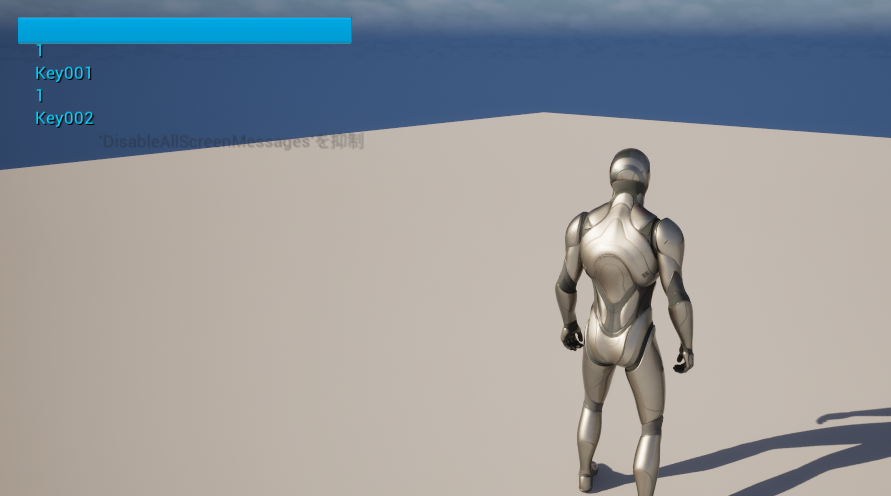 1
Key001
1
Key002
'DisableAllScreenMessages'を抑制